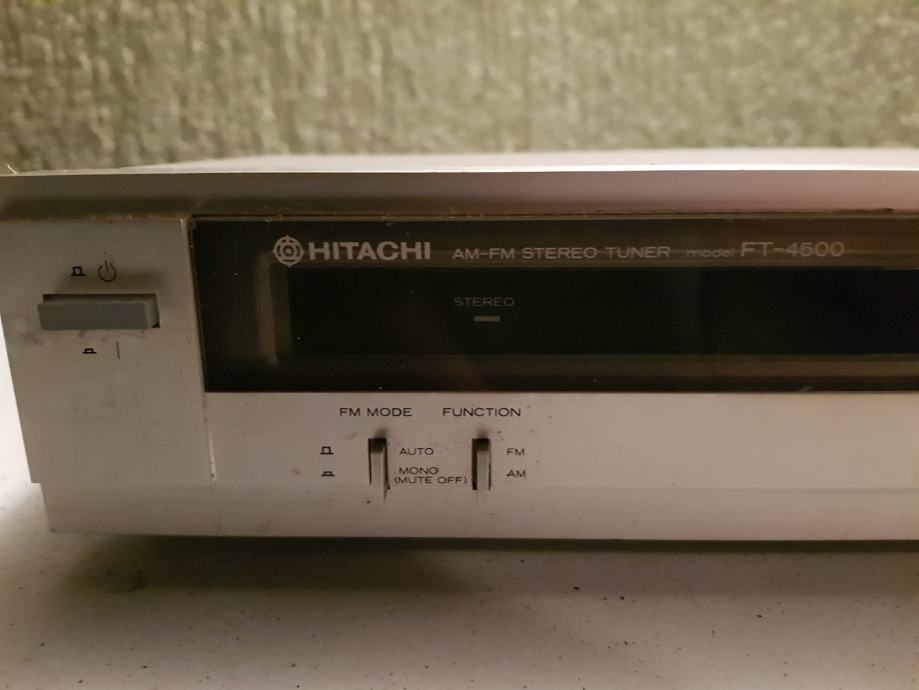 HITACHI AM-FM STEREO TUNER model FT-4500
STEREO
FM MODE FUNCTION
AUTO FM
MONO AM
(MUTE OFF)